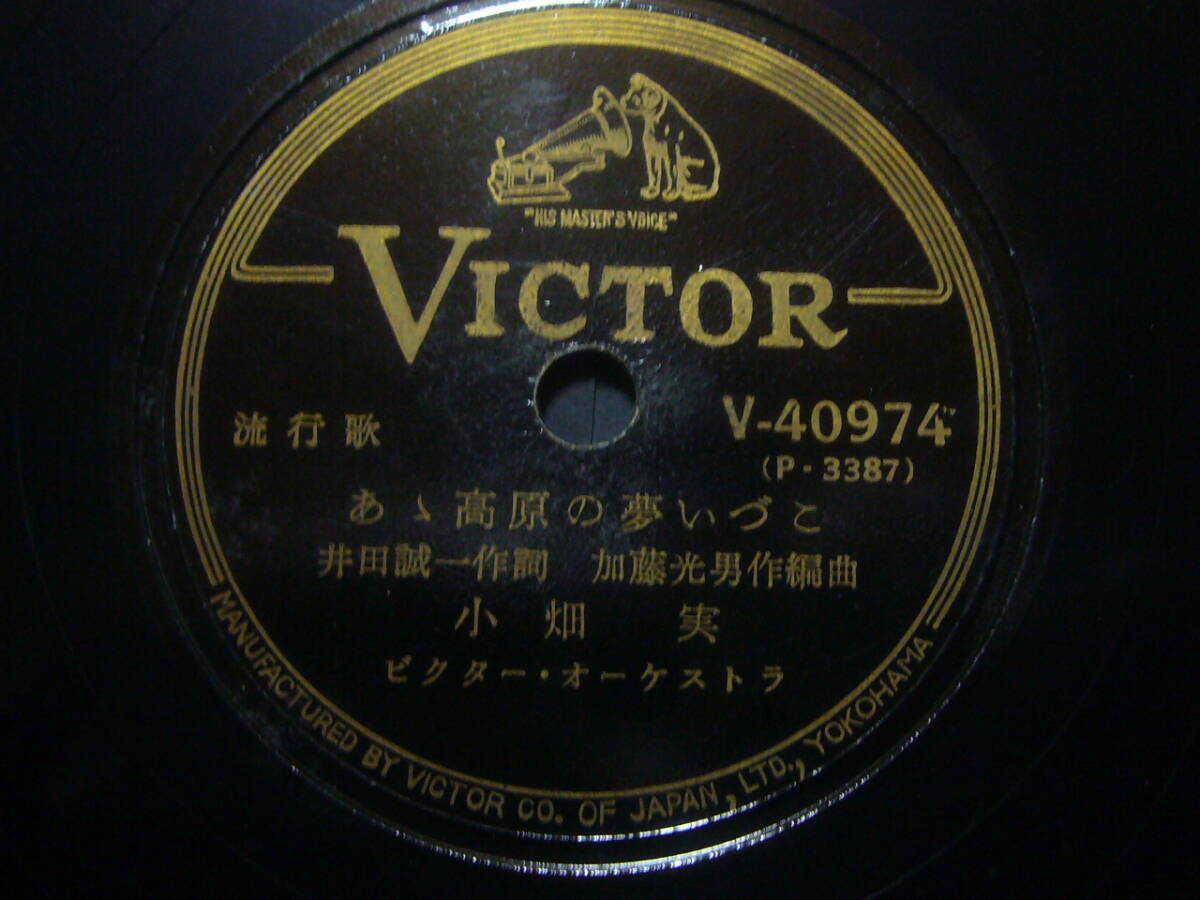 "HIS MASTER'S VOICE"
VICTOR
流行歌
V-40974
(P-3387)
あゝ高原の夢いづこ
井田誠一作詞 加藤光男作編曲
小畑 実
ビクター・オーケストラ
MANUFACTURED BY VICTOR CO. OF JAPAN, LTD., YOKOHAMA